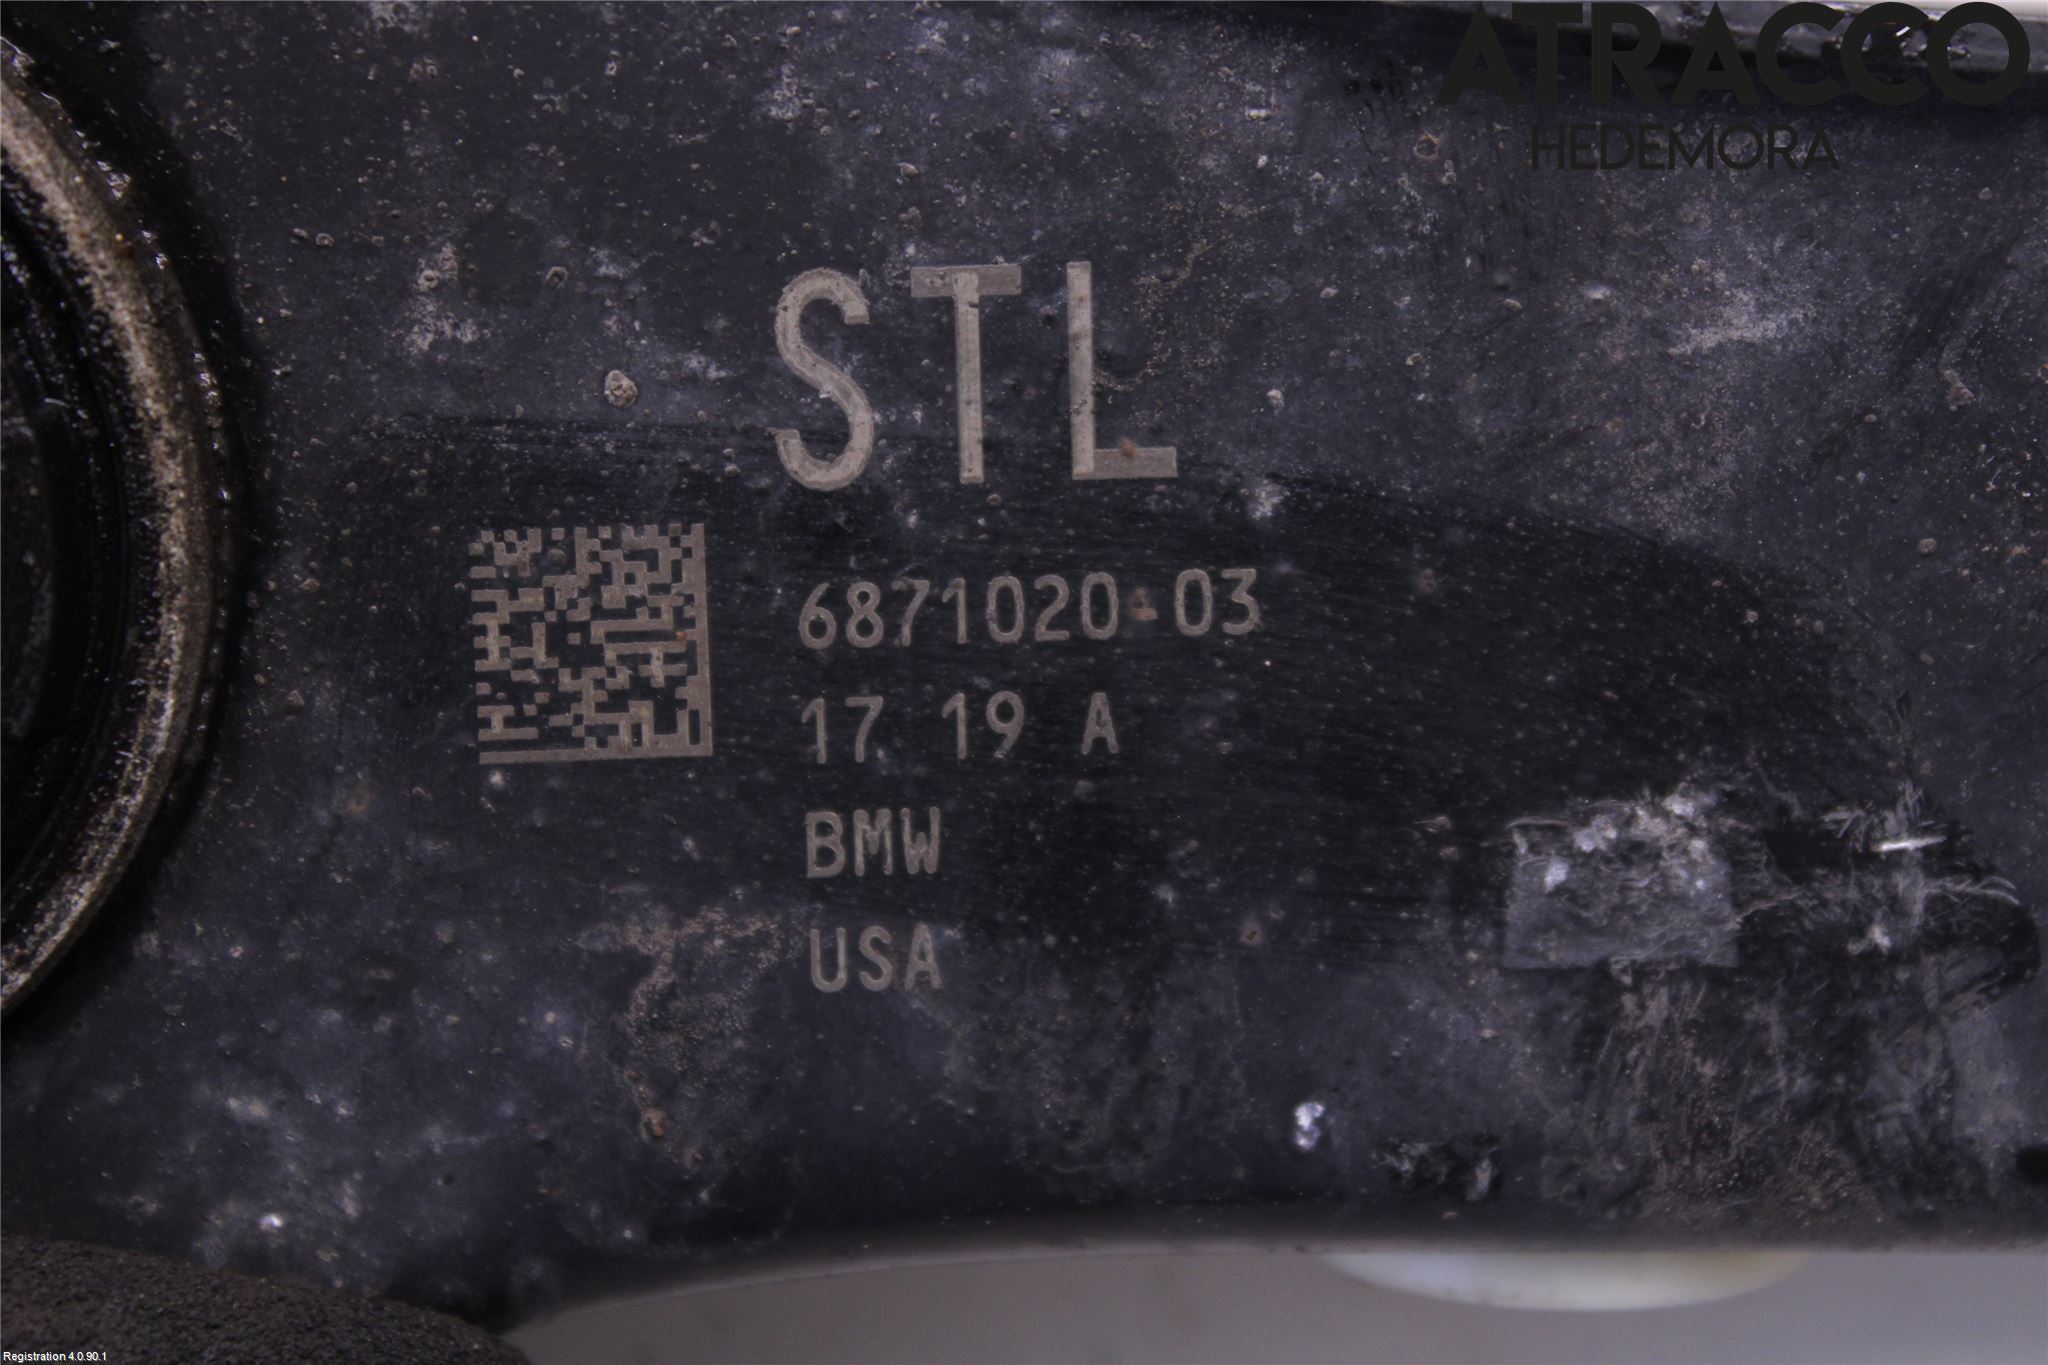 ATRACCO
HEDEMORA
STL
6871020-03
17 19 A
BMW
USA
Registration 4.0.90.1